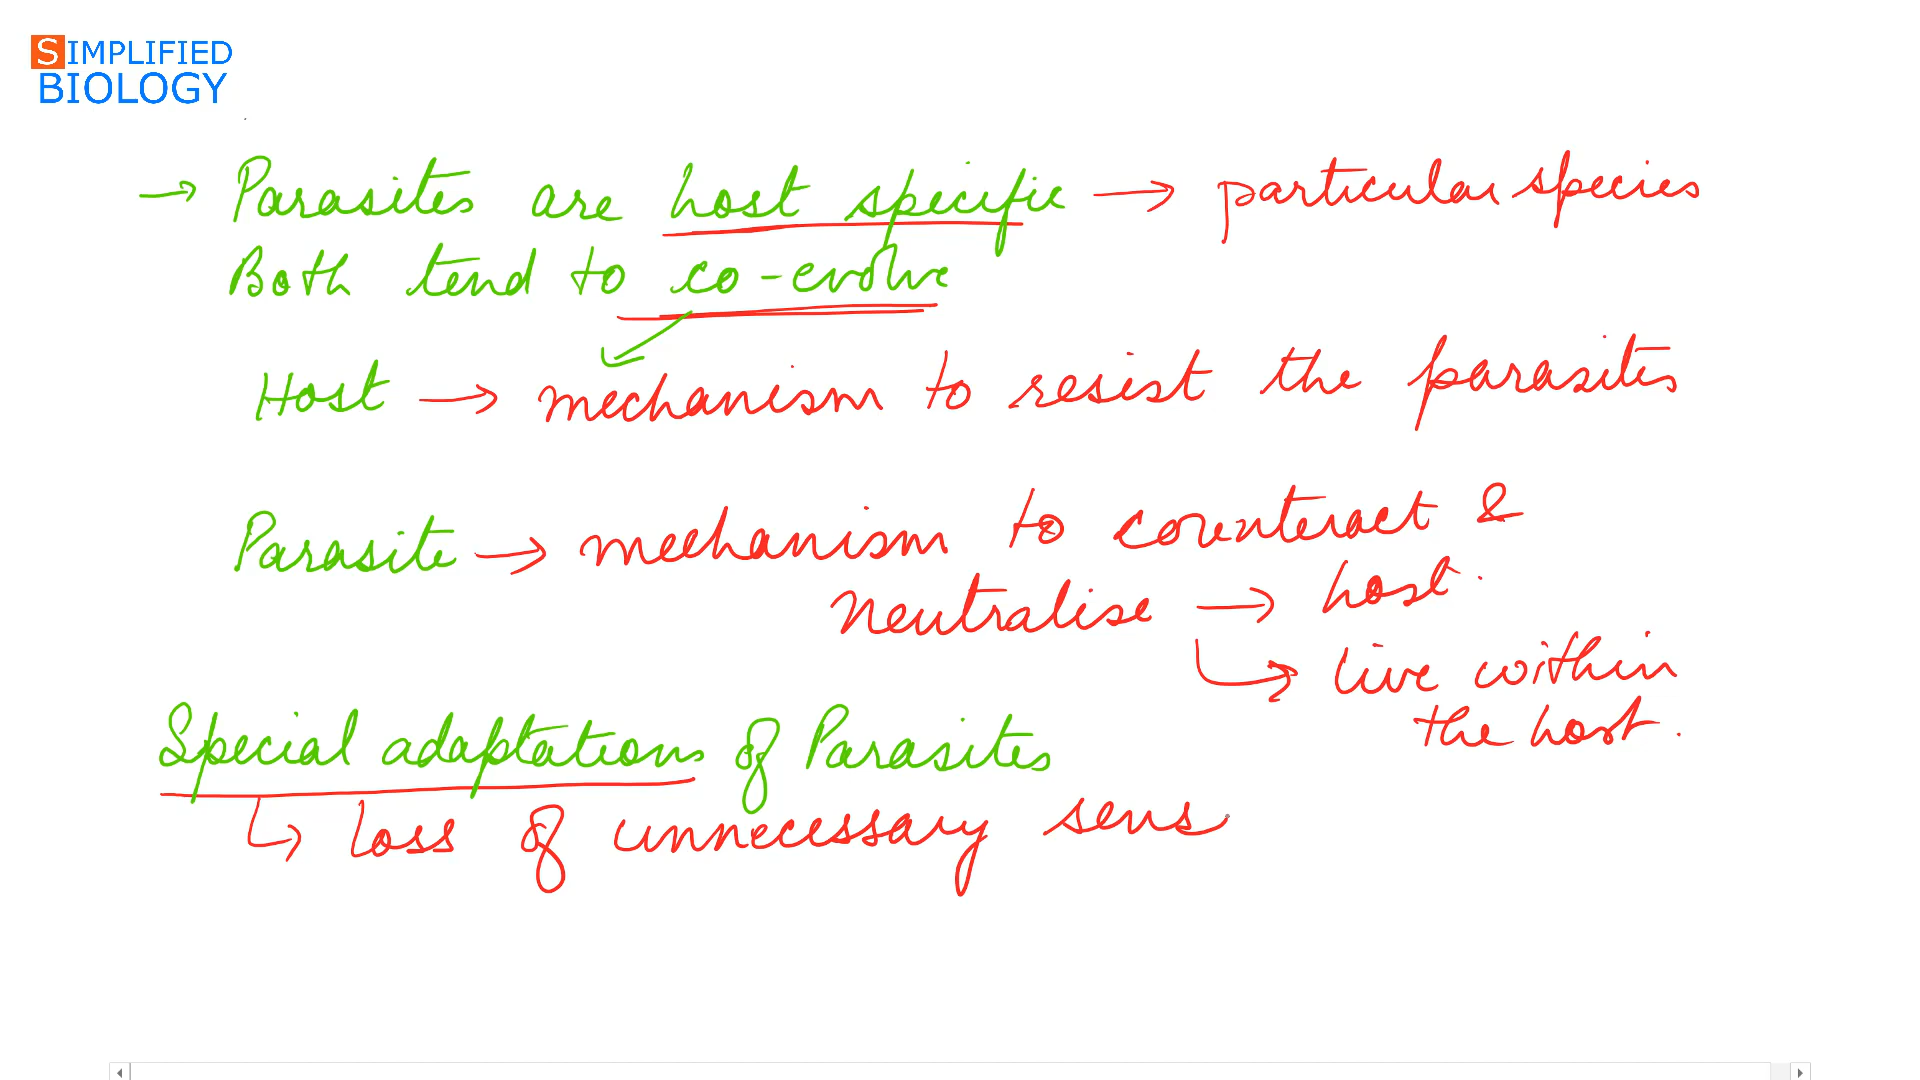 SIMPLIFIED
BIOLOGY
→ Parasites are host specific → particular species
Both tend to co-evolve
Host → mechanism to resist the parasites
Parasite → mechanism to counteract &
Neutralise → host.
↳ live within
the host.
Special adaptations of Parasites
↳ loss of unnecessary sens